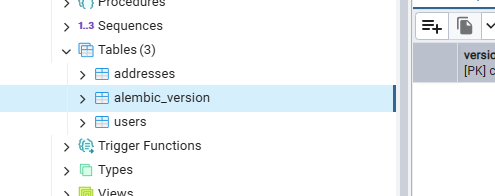 Procedures
1..3 Sequences
Tables (3)
addresses
alembic_version
users
Trigger Functions
Types
Views
[PK]